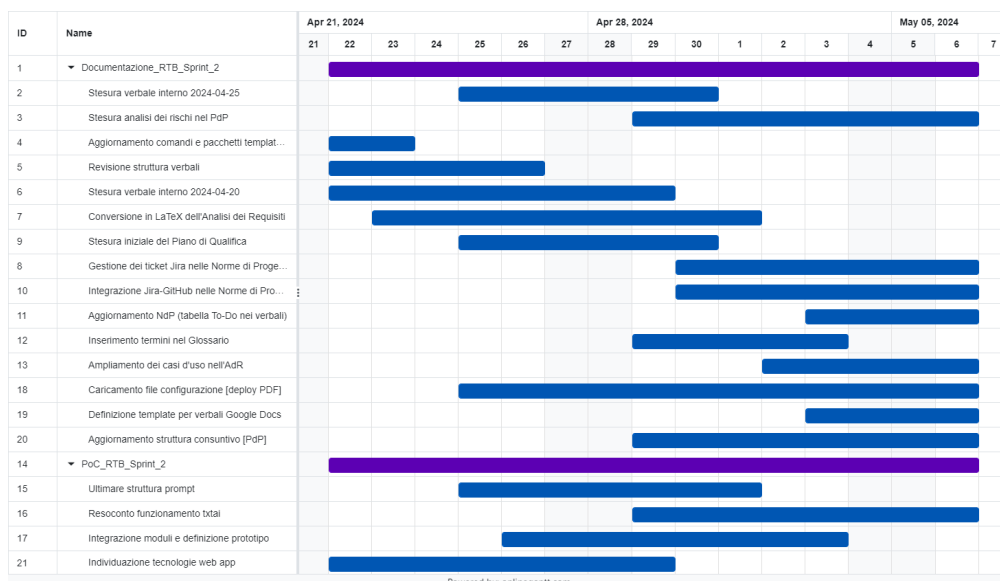 ID Name Apr 21, 2024 Apr 28, 2024 May 05, 2024
21 22 23 24 25 26 27 28 29 30 1 2 3 4 5 6 7
1 Documentazione_RTB_Sprint_2
2 Stesura verbale interno 2024-04-25
3 Stesura analisi dei rischi nel PdP
4 Aggiornamento comandi e pacchetti templat...
5 Revisione struttura verbali
6 Stesura verbale interno 2024-04-20
7 Conversione in LaTeX dell'Analisi dei Requisiti
9 Stesura iniziale del Piano di Qualifica
8 Gestione dei ticket Jira nelle Norme di Proge...
10 Integrazione Jira-GitHub nelle Norme di Pro...
11 Aggiornamento NdP (tabella To-Do nei verbali)
12 Inserimento termini nel Glossario
13 Ampliamento dei casi d'uso nell'AdR
18 Caricamento file configurazione [deploy PDF]
19 Definizione template per verbali Google Docs
20 Aggiornamento struttura consuntivo [PdP]
14 PoC_RTB_Sprint_2
15 Ultimare struttura prompt
16 Resoconto funzionamento txtai
17 Integrazione moduli e definizione prototipo
21 Individuazione tecnologie web app